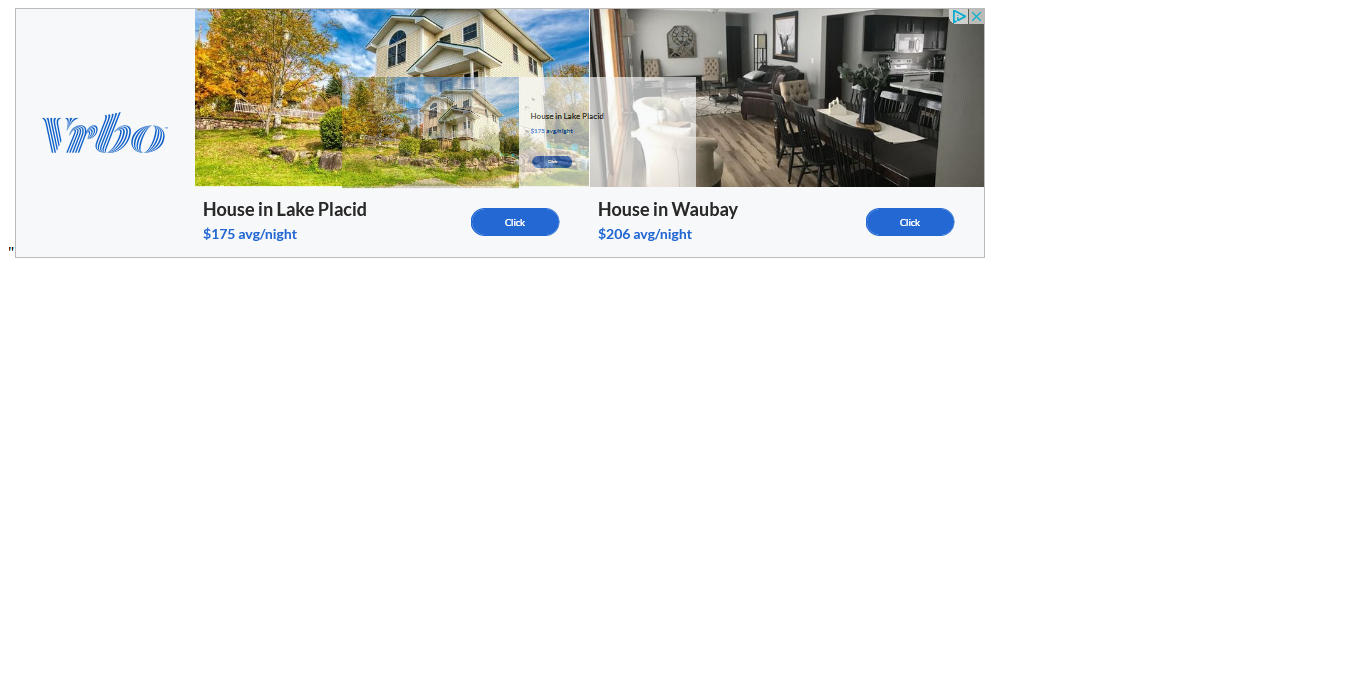 Vrbo
House in Lake Placid
$175 avg/night
Click
House in Lake Placid
$175 avg/night
Click
House in Waubay
$206 avg/night
Click
"